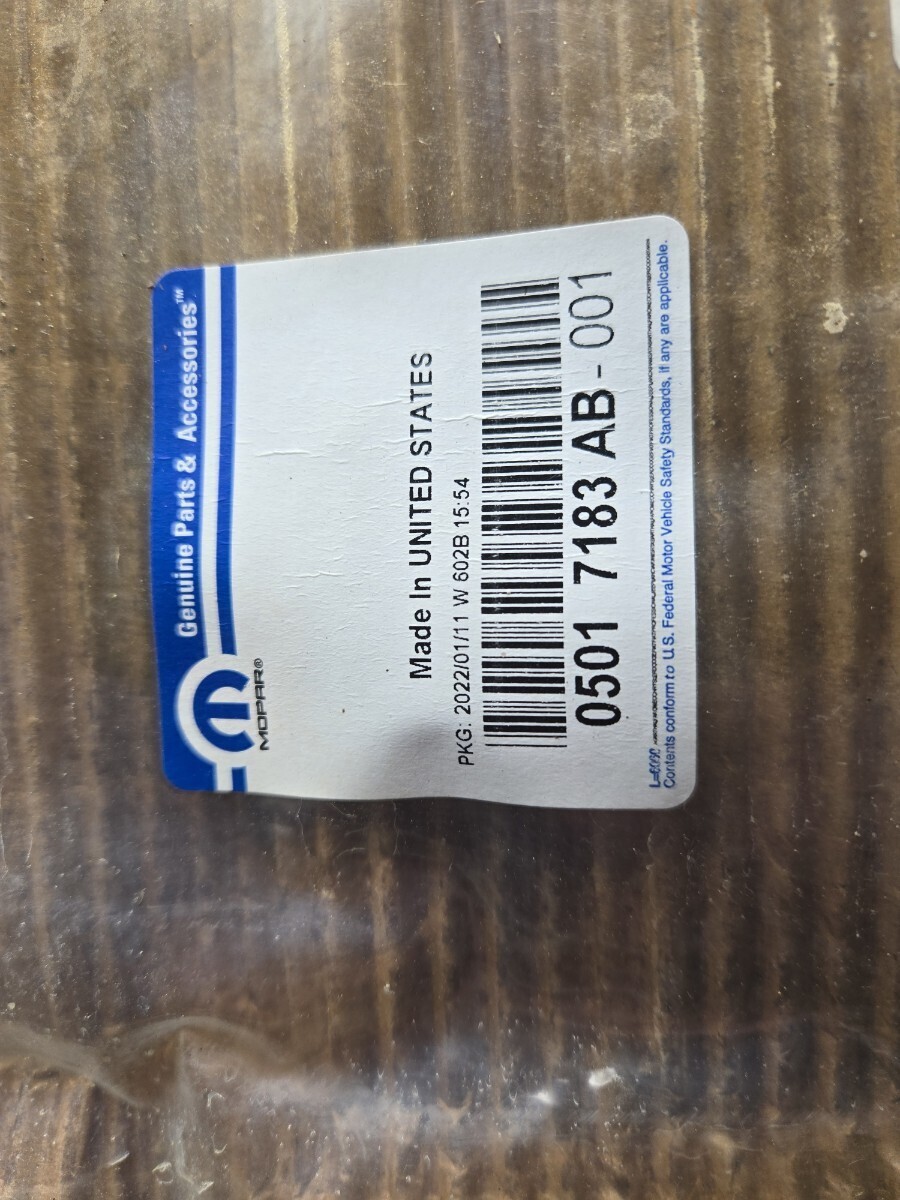 Genuine Parts & Accessories™
MOPAR®
Made In UNITED STATES
PKG: 2022/01/11 W 602B 15:54
0501 7183 AB - 001
Contents conform to U.S. Federal Motor Vehicle Safety Standards, if any are applicable.